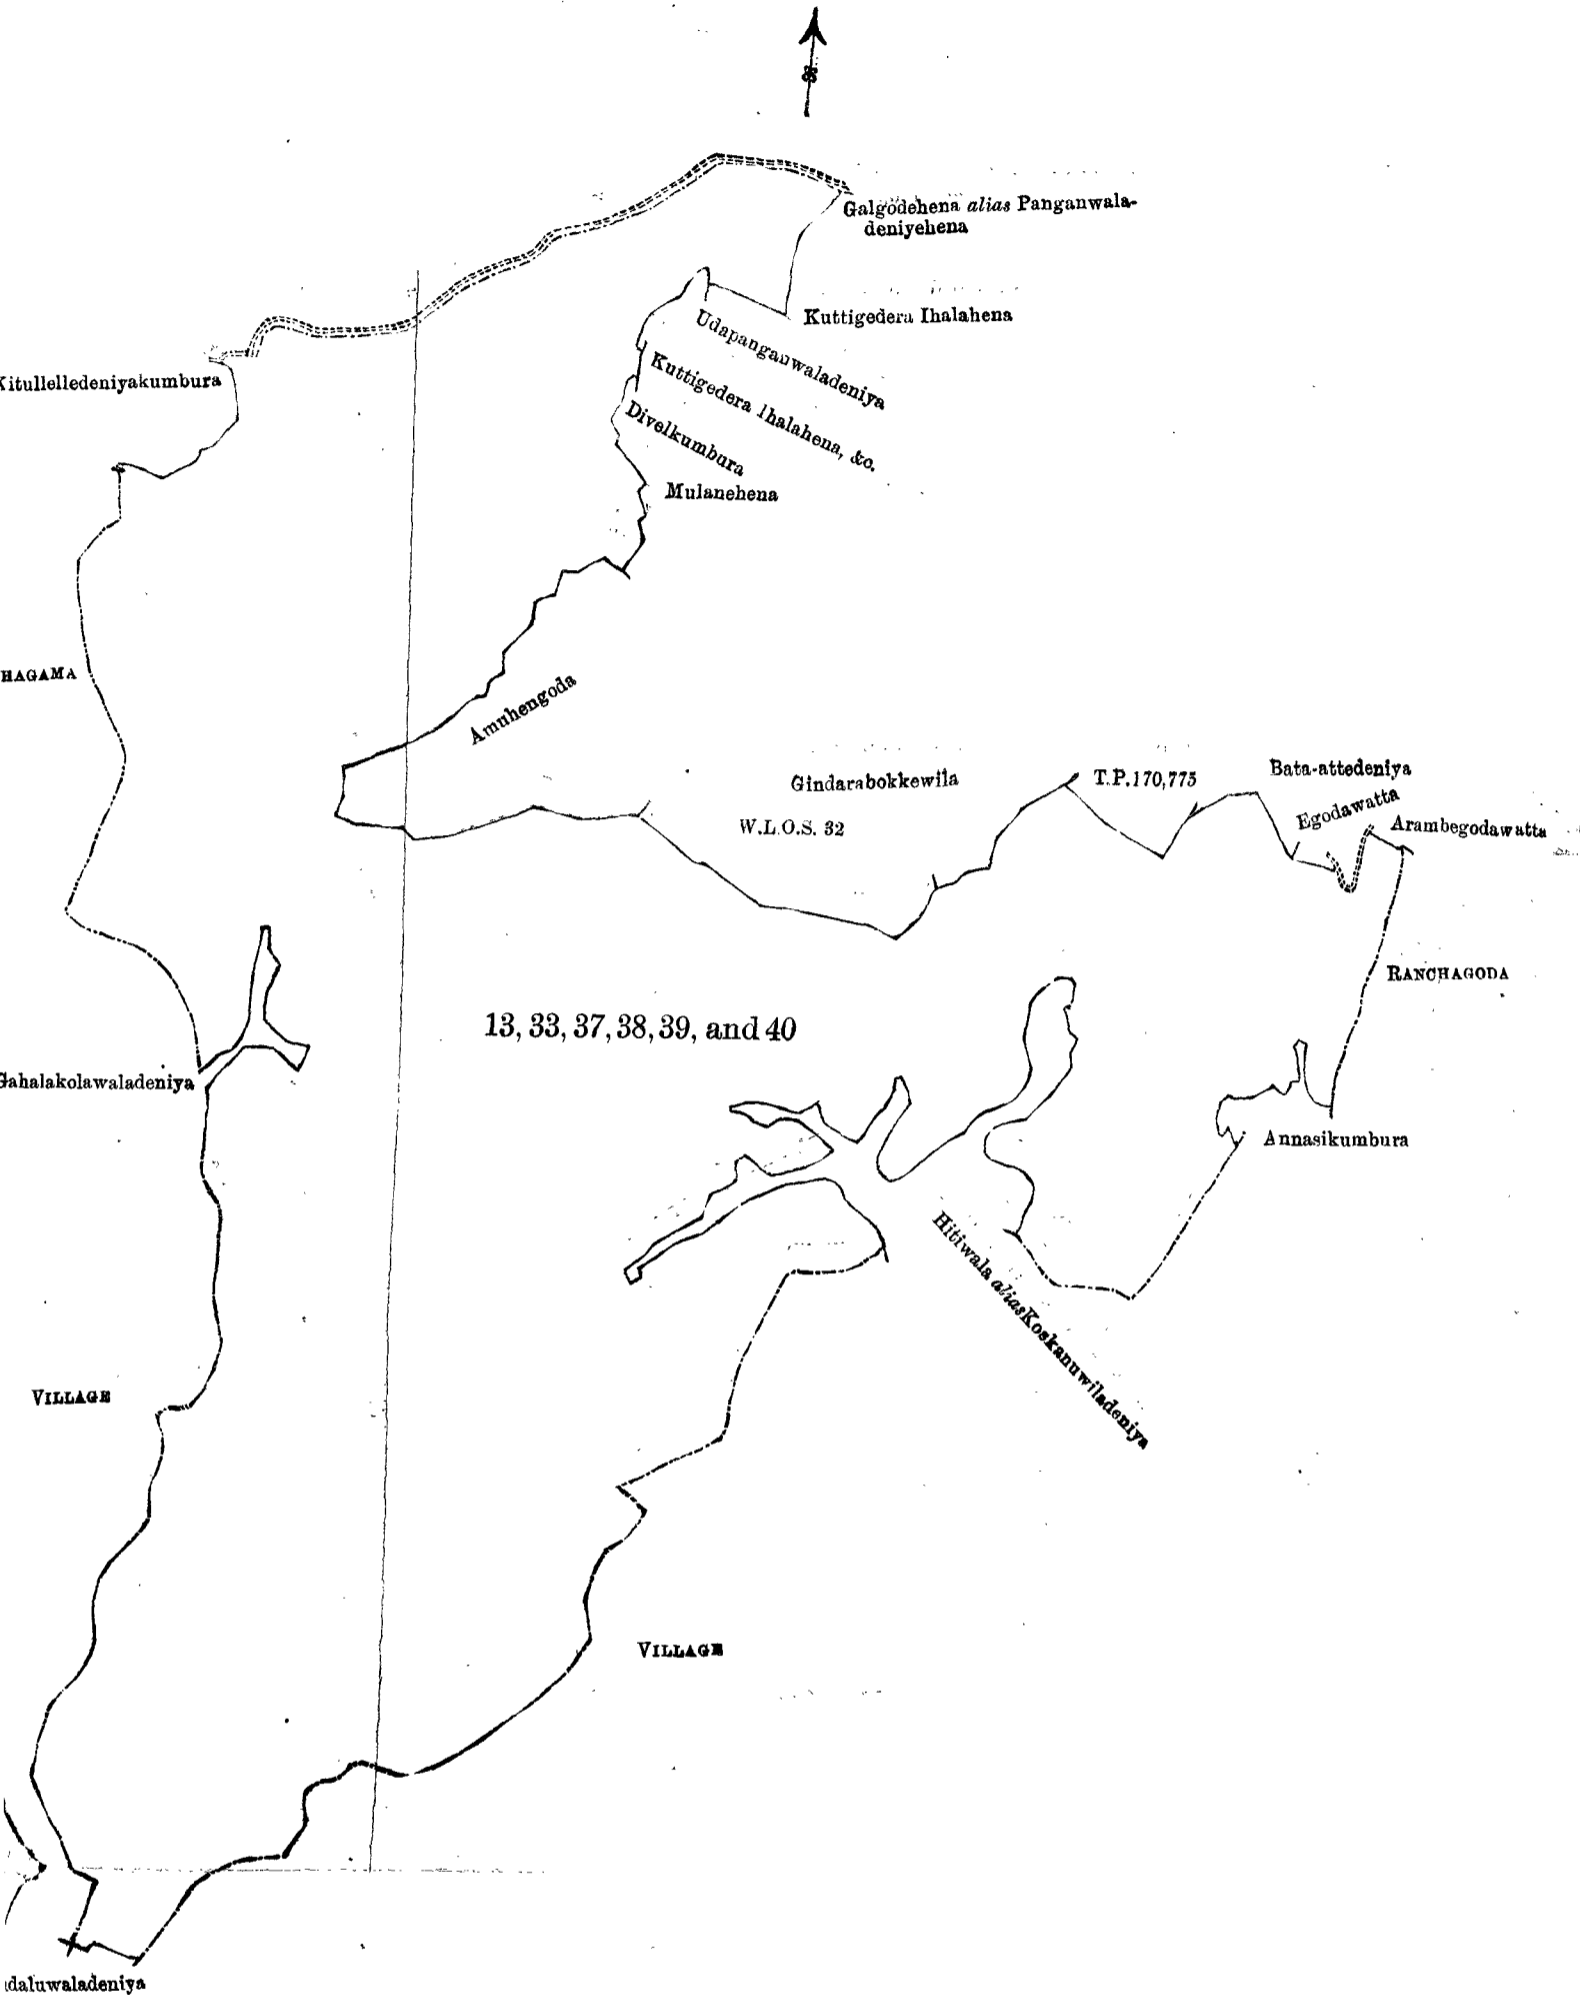 Galgodehena alias Panganwala-
deniyehena
Kuttigedera Ihalahena
Udapanganwaladeniya
Kitullelledeniyakumbura
Kuttigedera Ihalahena, &c.
Divelkumbura
Mulanehena
HAGAMA
Amuhengoda
Gindarabokkewila
T.P.170,775
Bata-attedeniya
Egodawatta
Arambegodawatta
W.L.O.S. 32
RANCHAGODA
13, 33, 37, 38, 39, and 40
Gahalakolawaladeniya
Annasikumbura
Hitiwala alias Koskanuwiladeniya
VILLAGE
VILLAGE
daluwaladeniya